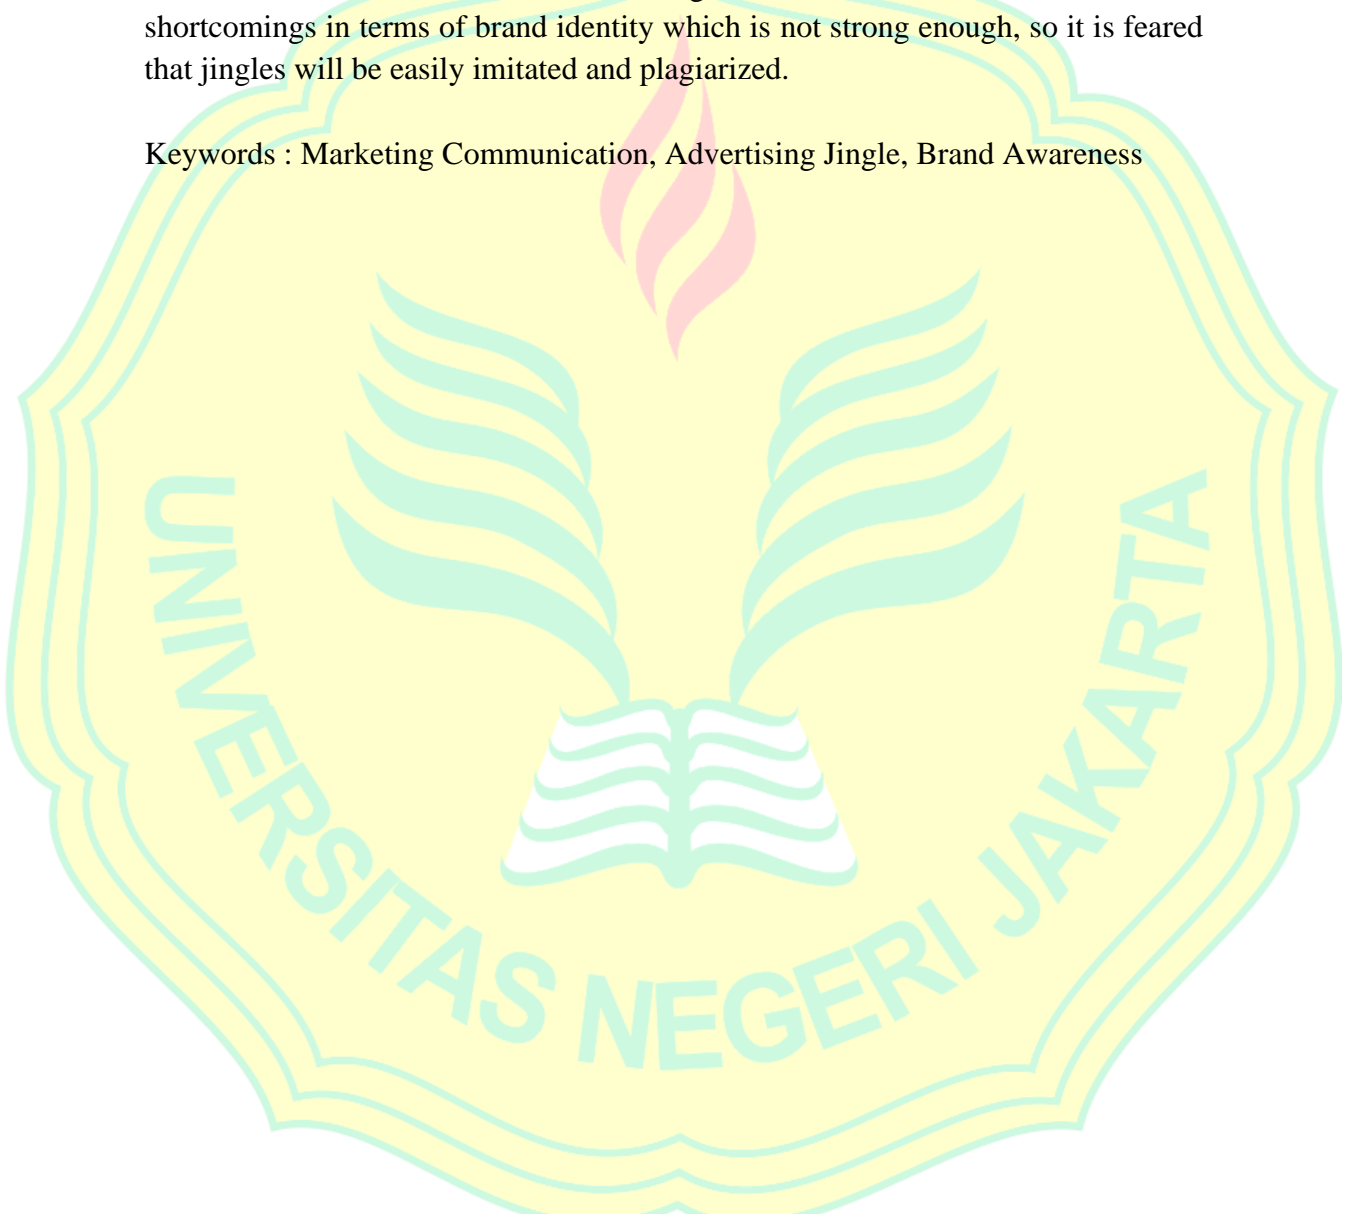 shortcomings in terms of brand identity which is not strong enough, so it is feared
that jingles will be easily imitated and plagiarized.
Keywords : Marketing Communication, Advertising Jingle, Brand Awareness
UNIVERSITAS NEGERI JAKARTA